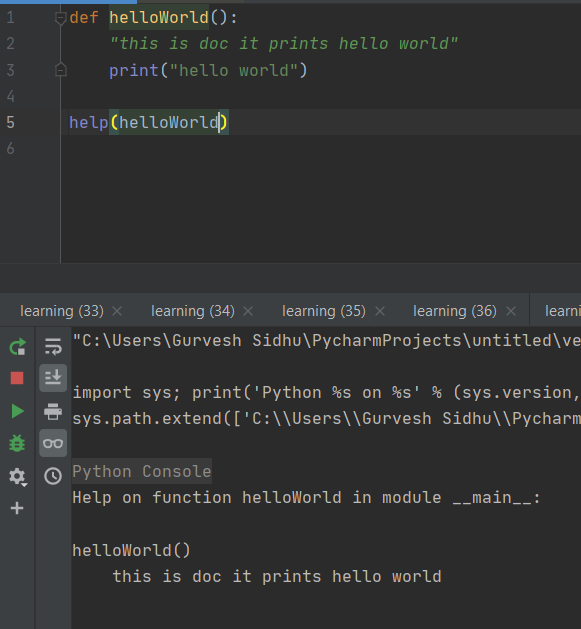 1 def helloWorld():
2 "this is doc it prints hello world"
3 print("hello world")
4
5 help(helloWorld)
6
learning (33) learning (34) learning (35) learning (36) learni
"C:\Users\Gurvesh Sidhu\PycharmProjects\untitled\ve
import sys; print('Python %s on %s' % (sys.version,
sys.path.extend(['C:\\Users\\Gurvesh Sidhu\\Pycharm
Python Console
Help on function helloWorld in module __main__:
helloWorld()
this is doc it prints hello world